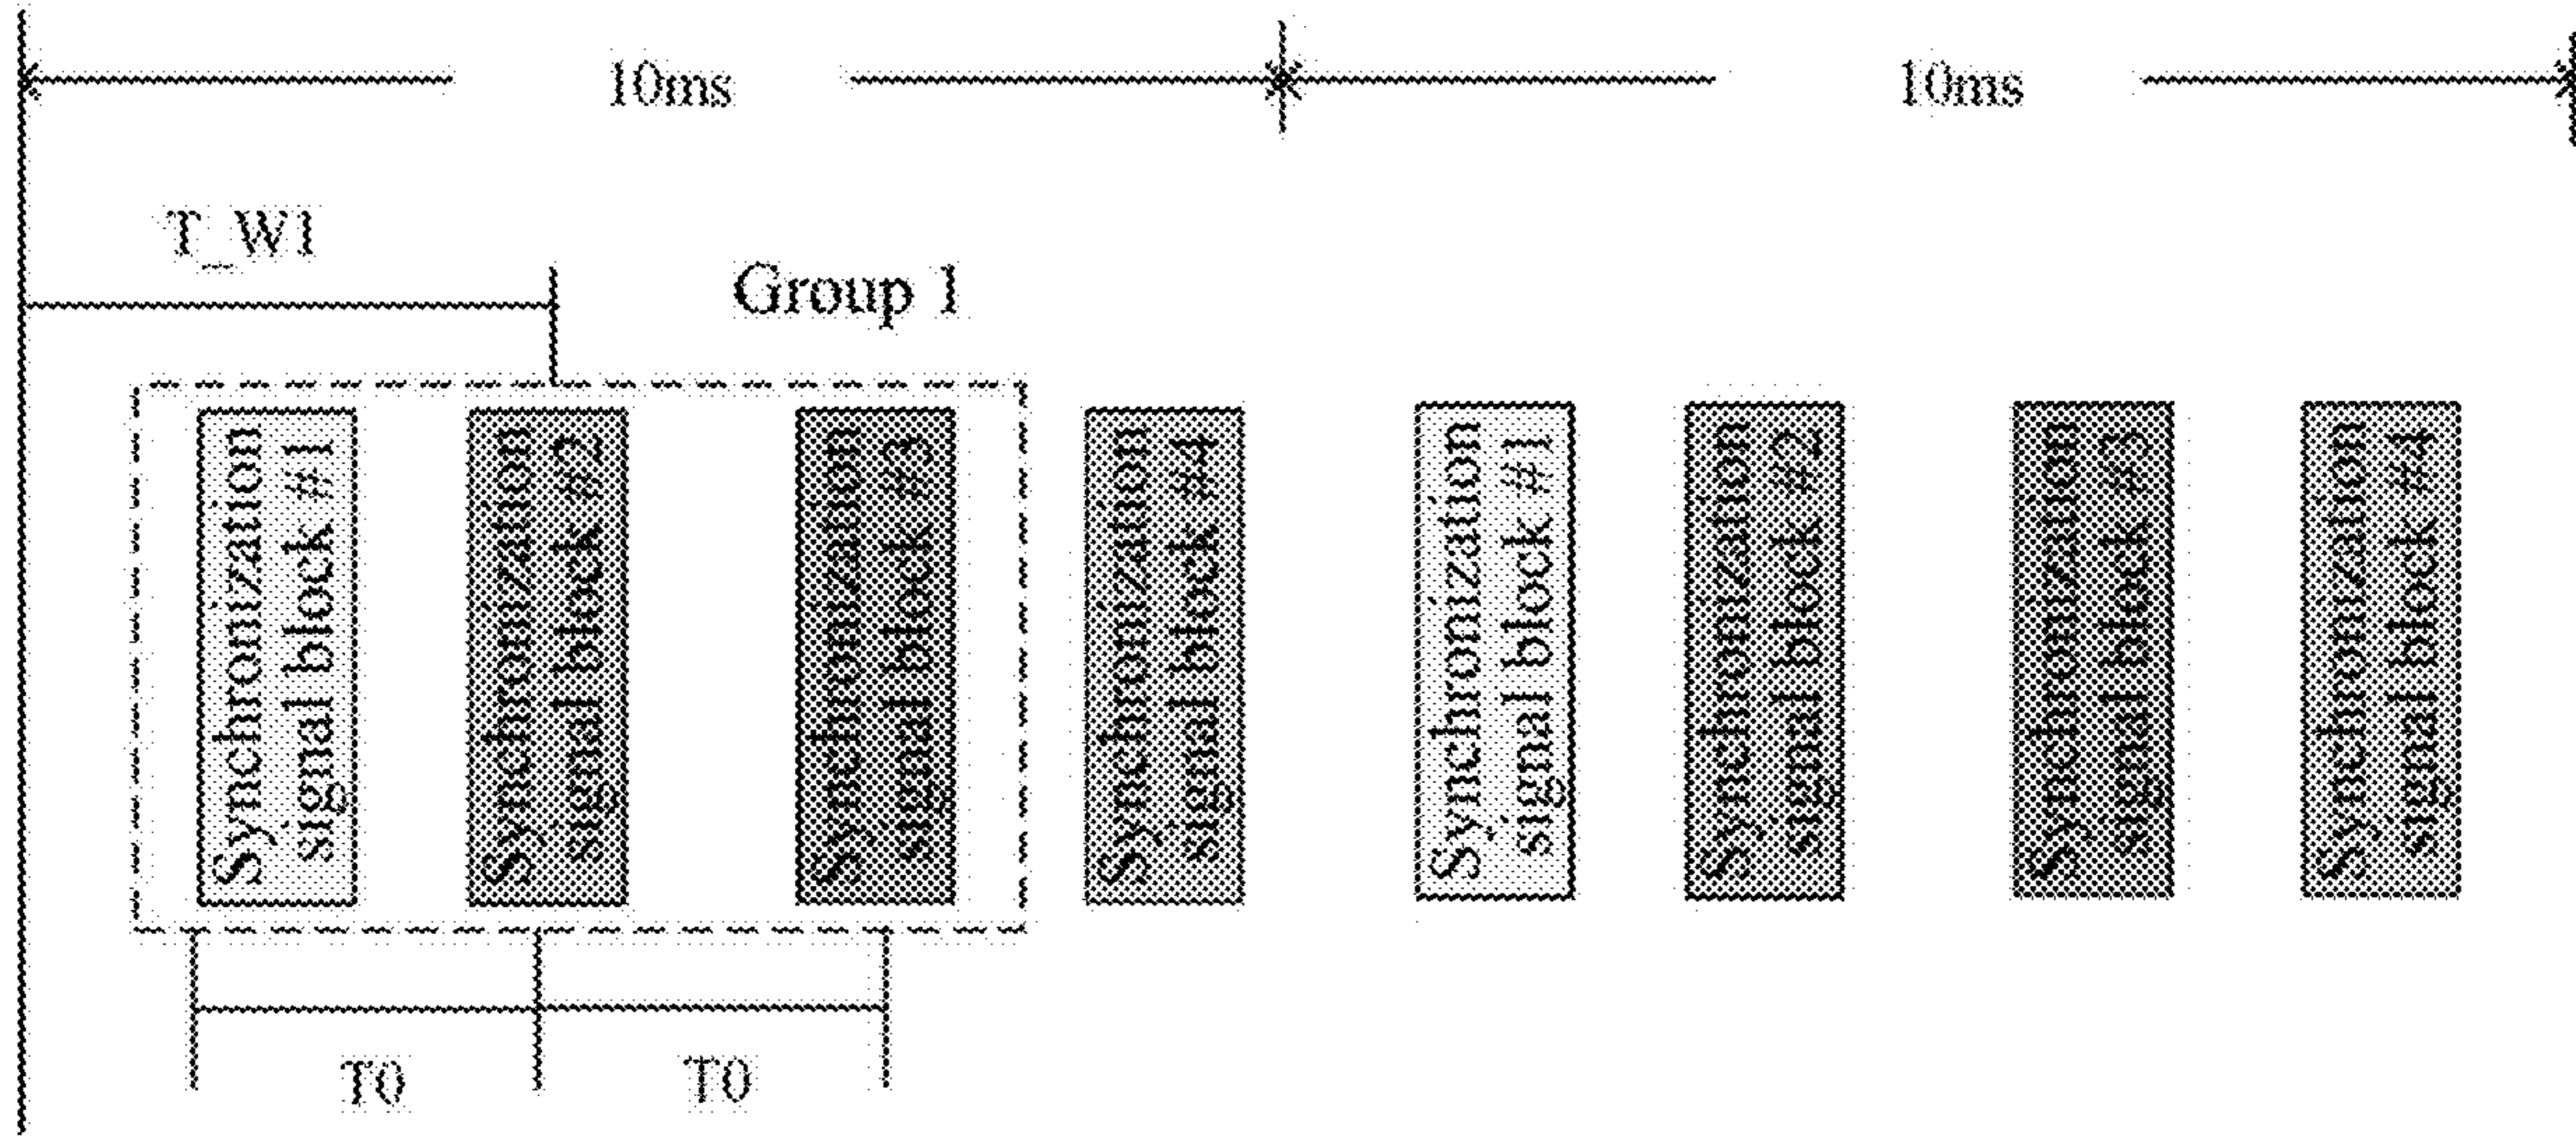 10ms
10ms
T_W1
Group 1
Synchronization
signal block #1
Synchronization
signal block #2
Synchronization
signal block #3
Synchronization
signal block #4
Synchronization
signal block #1
Synchronization
signal block #2
Synchronization
signal block #3
Synchronization
signal block #4
T0
T0